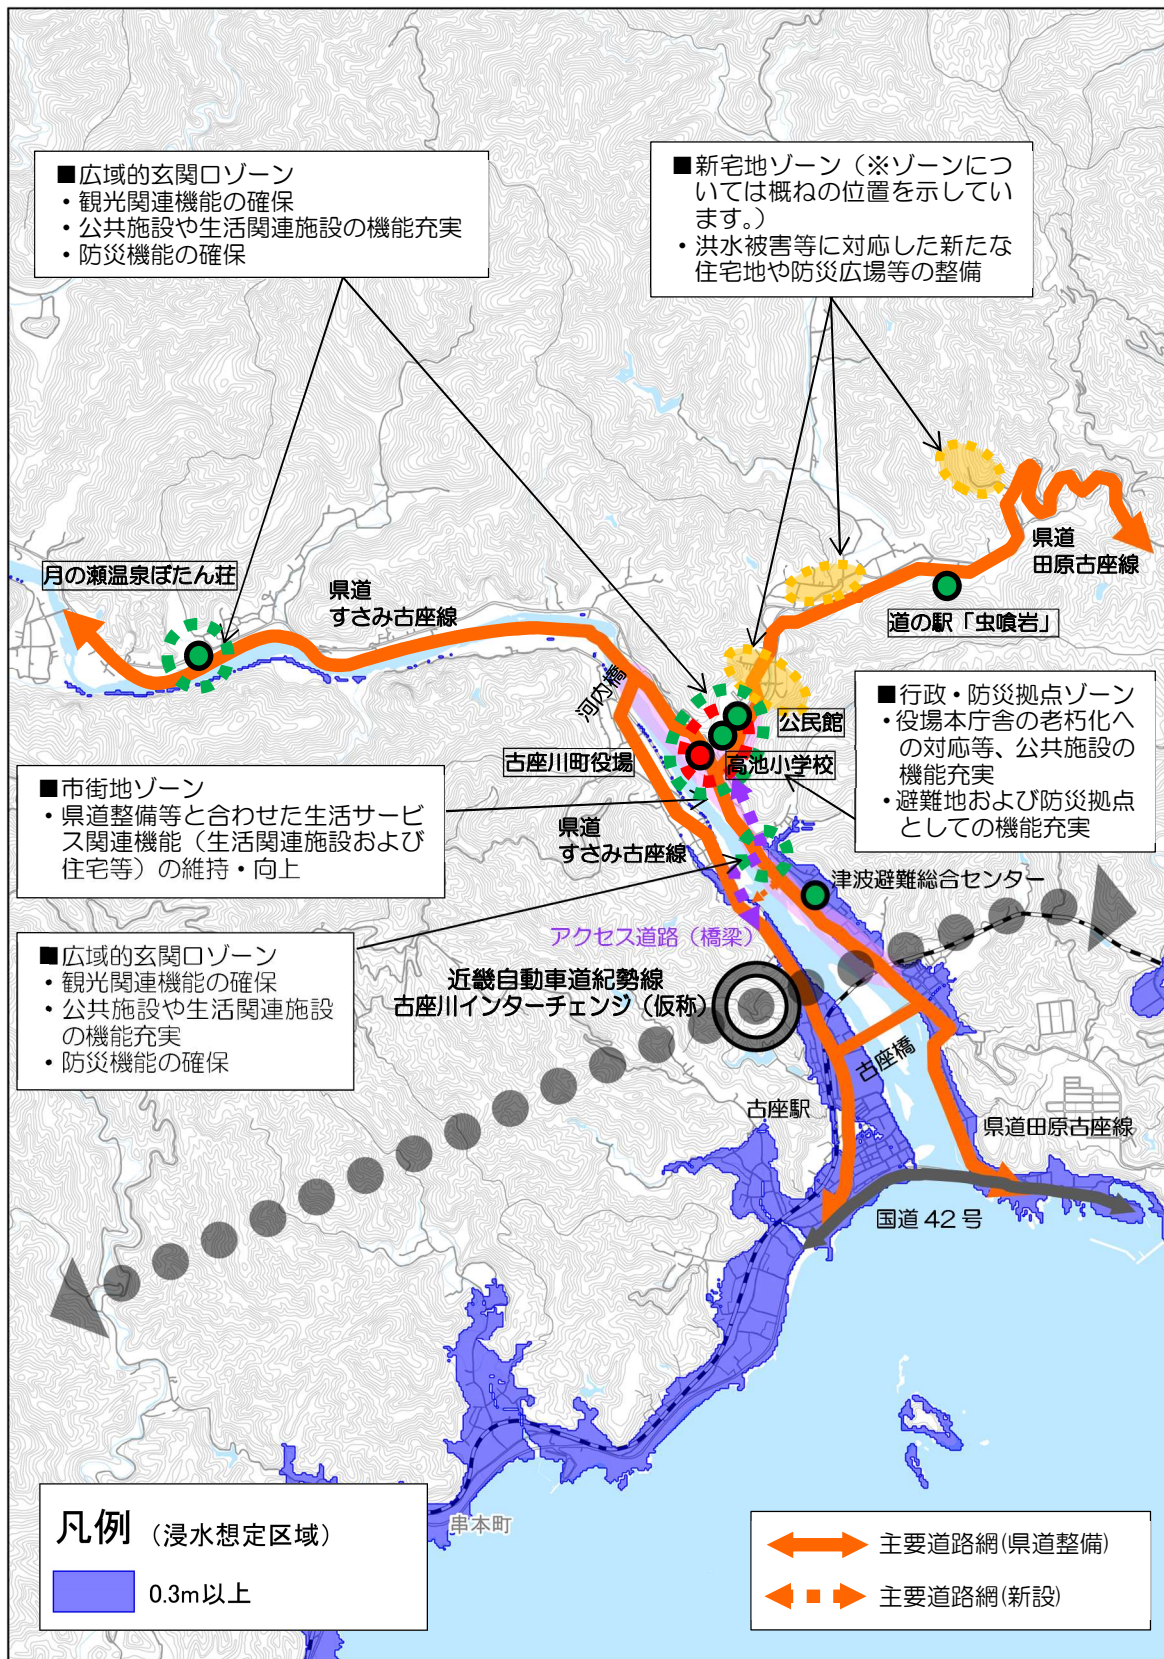 ■広域的玄関口ゾーン
・観光関連機能の確保
・公共施設や生活関連施設の機能充実
・防災機能の確保
■新宅地ゾーン（※ゾーンにつ
いては概ねの位置を示してい
ます。）
・洪水被害等に対応した新たな
住宅地や防災広場等の整備
県道
田原古座線
月の瀬温泉ぼたん荘
県道
すさみ古座線
道の駅「虫喰岩」
河内橋
公民館
古座川町役場
高池小学校
■行政・防災拠点ゾーン
・役場本庁舎の老朽化へ
の対応等、公共施設の
機能充実
・避難地および防災拠点
としての機能充実
■市街地ゾーン
・県道整備等と合わせた生活サービ
ス関連機能（生活関連施設および
住宅等）の維持・向上
県道
すさみ古座線
津波避難総合センター
アクセス道路（橋梁）
■広域的玄関口ゾーン
・観光関連機能の確保
・公共施設や生活関連施設
の機能充実
・防災機能の確保
近畿自動車道紀勢線
古座川インターチェンジ（仮称）
古座橋
古座駅
県道田原古座線
国道42号
串本町
凡例（浸水想定区域）
0.3m以上
主要道路網(県道整備)
主要道路網(新設)